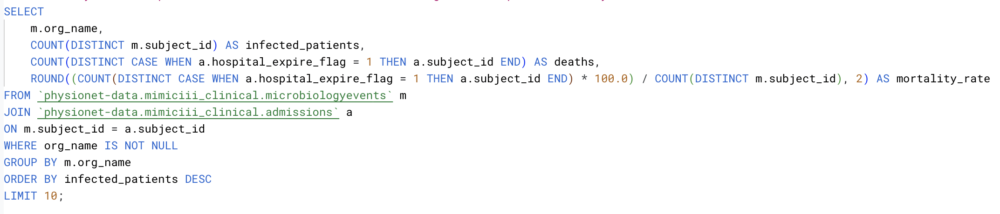 SELECT
    m.org_name,
    COUNT(DISTINCT m.subject_id) AS infected_patients,
    COUNT(DISTINCT CASE WHEN a.hospital_expire_flag = 1 THEN a.subject_id END) AS deaths,
    ROUND((COUNT(DISTINCT CASE WHEN a.hospital_expire_flag = 1 THEN a.subject_id END) * 100.0) / COUNT(DISTINCT m.subject_id), 2) AS mortality_rate
FROM `physionet-data.mimiciii_clinical.microbiologyevents` m
JOIN `physionet-data.mimiciii_clinical.admissions` a
ON m.subject_id = a.subject_id
WHERE org_name IS NOT NULL
GROUP BY m.org_name
ORDER BY infected_patients DESC
LIMIT 10;